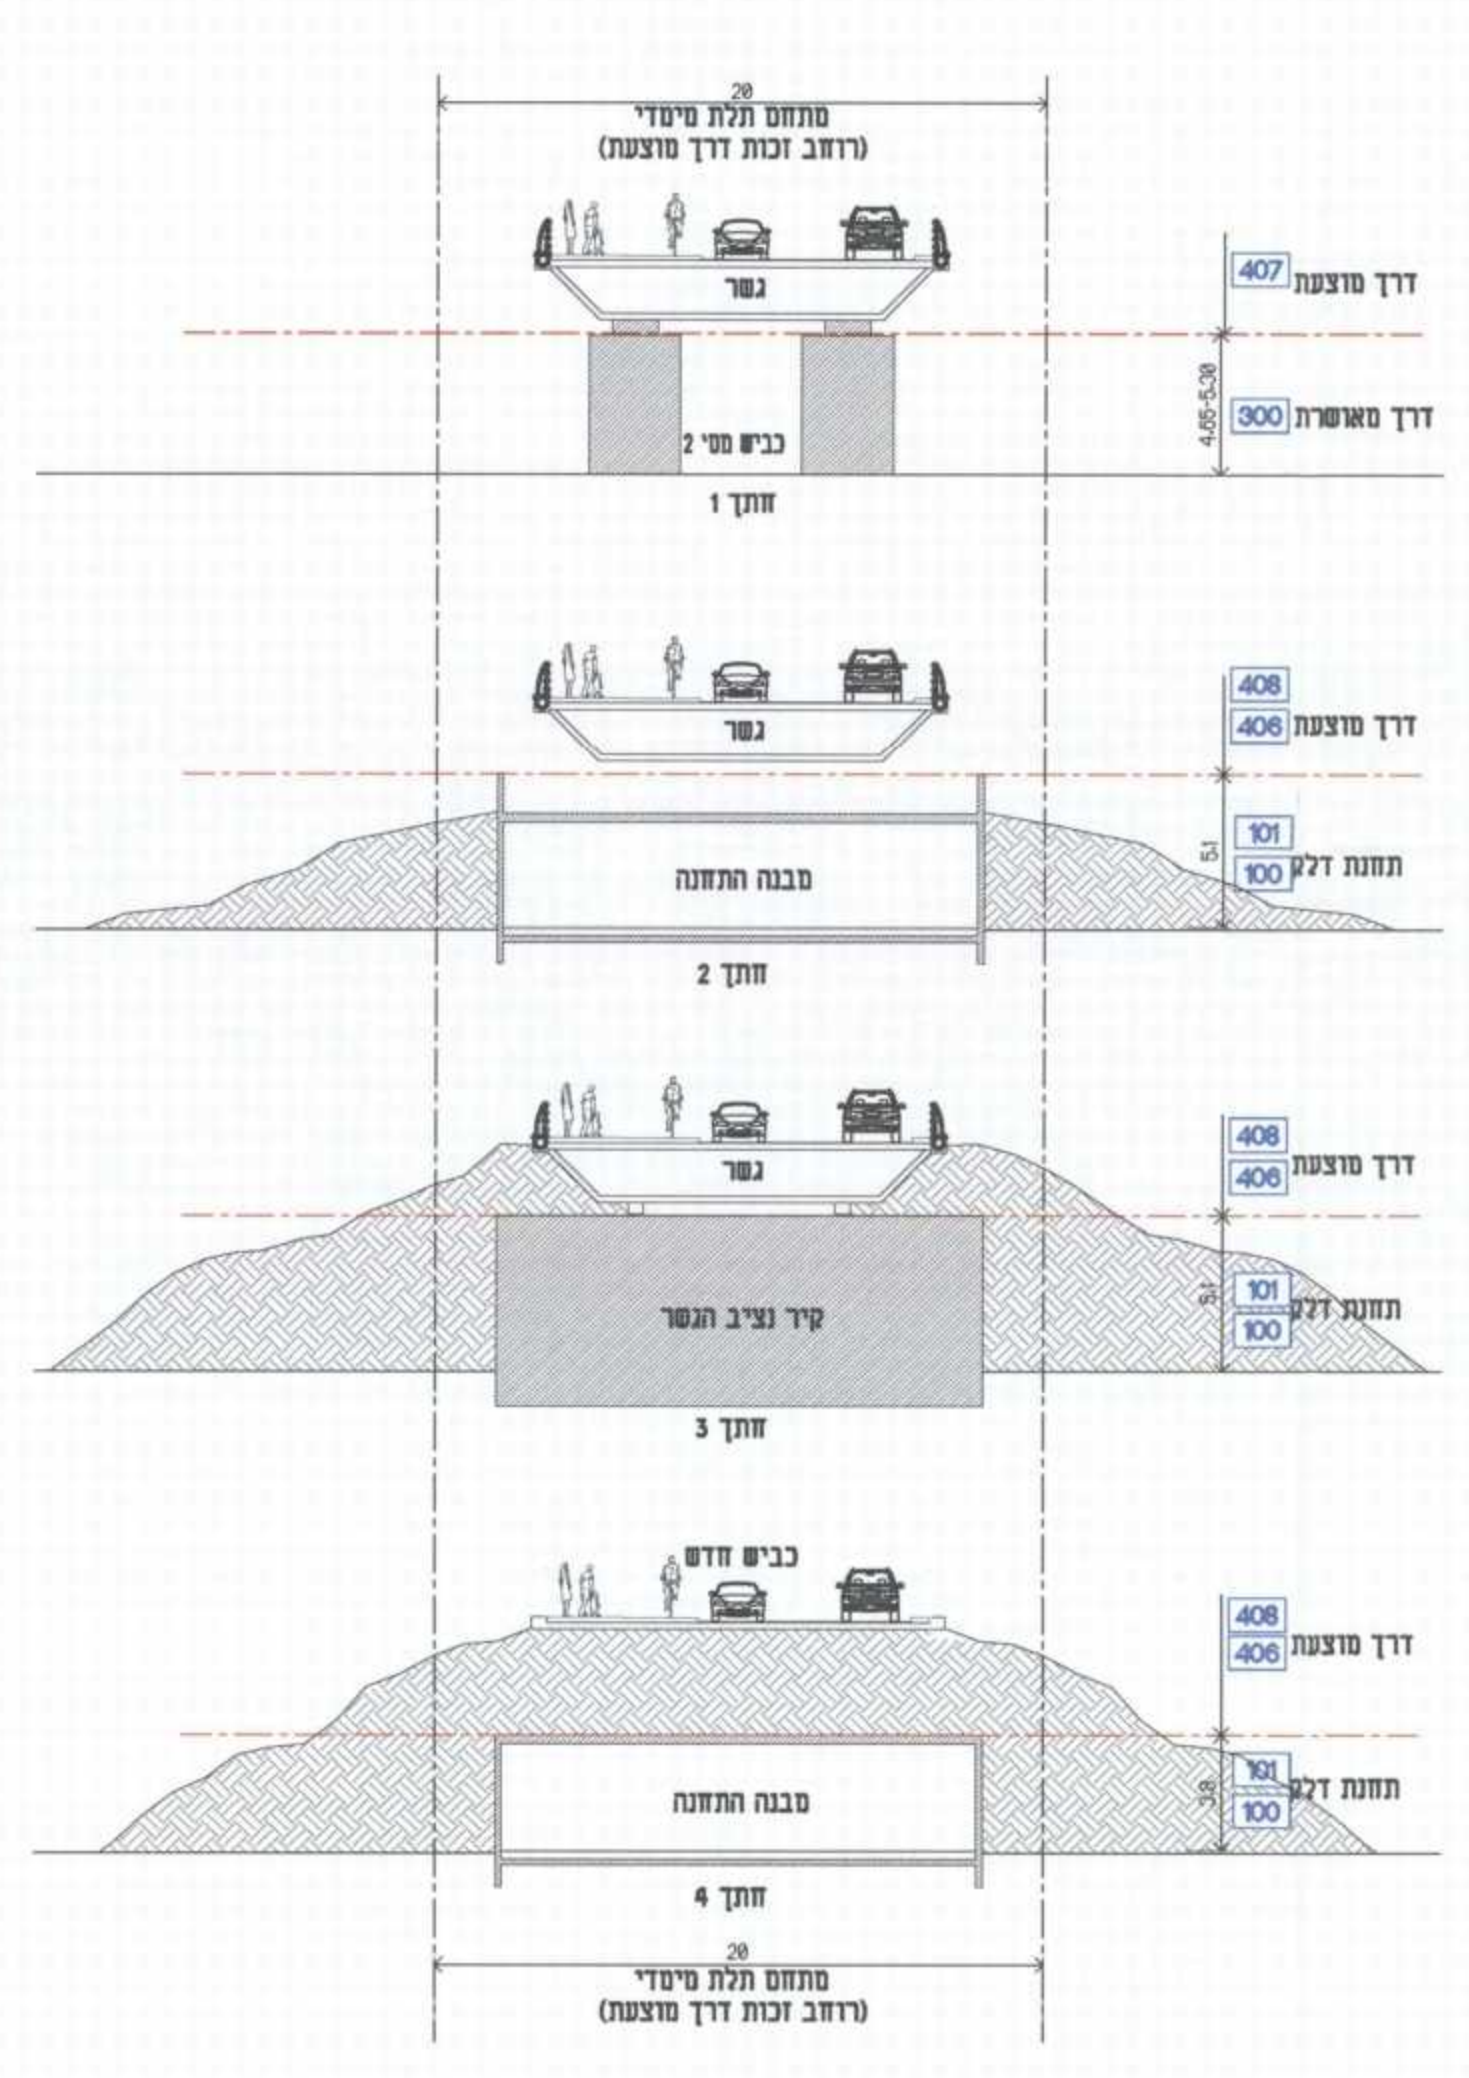 20
מתחם תלת מימדי
(רוחב זכות דרך מוצעת)
גשר
407
דרך מוצעת
4.65-5.30
300
דרך מאושרת
כביש מס' 2
חתך 1
408
406
דרך מוצעת
גשר
5.1
101
100
תחנת דלק
מבנה התחנה
חתך 2
408
406
דרך מוצעת
גשר
5.1
101
100
תחנת דלק
קיר נציב הגשר
חתך 3
כביש חדש
408
406
דרך מוצעת
3.8
101
100
תחנת דלק
מבנה התחנה
חתך 4
20
מתחם תלת מימדי
(רוחב זכות דרך מוצעת)